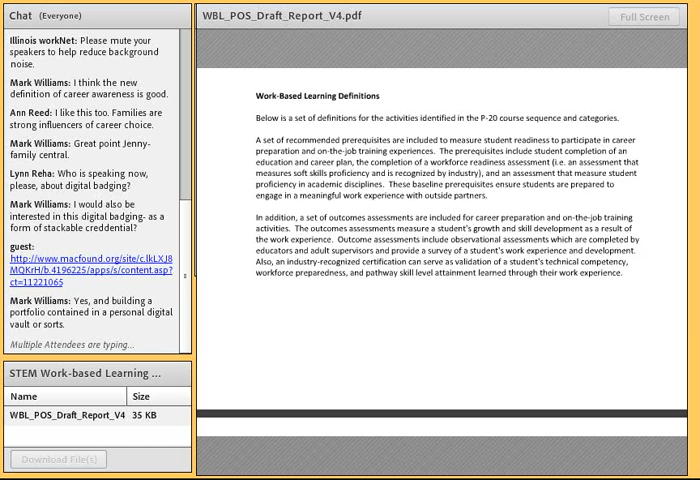 Chat (Everyone)
Illinois workNet: Please mute your
speakers to help reduce background
noise.
Mark Williams: I think the new
definition of career awareness is good.
Ann Reed: I like this too. Families are
strong influencers of career choice.
Mark Williams: Great point Jenny-
family central.
Lynn Reha: Who is speaking now,
please, about digital badging?
Mark Williams: I would also be
interested in this digital badging- as a
form of stackable creddential?
guest:
http://www.macfound.org/site/c.lkLXJ8
MQKrH/b.4196225/apps/s/content.asp?
ct=11221065
Mark Williams: Yes, and building a
portfolio contained in a personal digital
vault or sorts.
Multiple Attendees are typing...
STEM Work-based Learning ...
Name Size
WBL_POS_Draft_Report_V4 35 KB
Download File(s)
WBL_POS_Draft_Report_V4.pdf
Full Screen
Work-Based Learning Definitions
Below is a set of definitions for the activities identified in the P-20 course sequence and categories.
A set of recommended prerequisites are included to measure student readiness to participate in career
preparation and on-the-job training experiences. The prerequisites include student completion of an
education and career plan, the completion of a workforce readiness assessment (i.e. an assessment that
measures soft skills proficiency and is recognized by industry), and an assessment that measure student
proficiency in academic disciplines. These baseline prerequisites ensure students are prepared to
engage in a meaningful work experience with outside partners.
In addition, a set of outcomes assessments are included for career preparation and on-the-job training
activities. The outcomes assessments measure a student's growth and skill development as a result of
the work experience. Outcome assessments include observational assessments which are completed by
educators and adult supervisors and provide a survey of a student's work experience and development.
Also, an industry-recognized certification can serve as validation of a student's technical competency,
workforce preparedness, and pathway skill level attainment learned through their work experience.